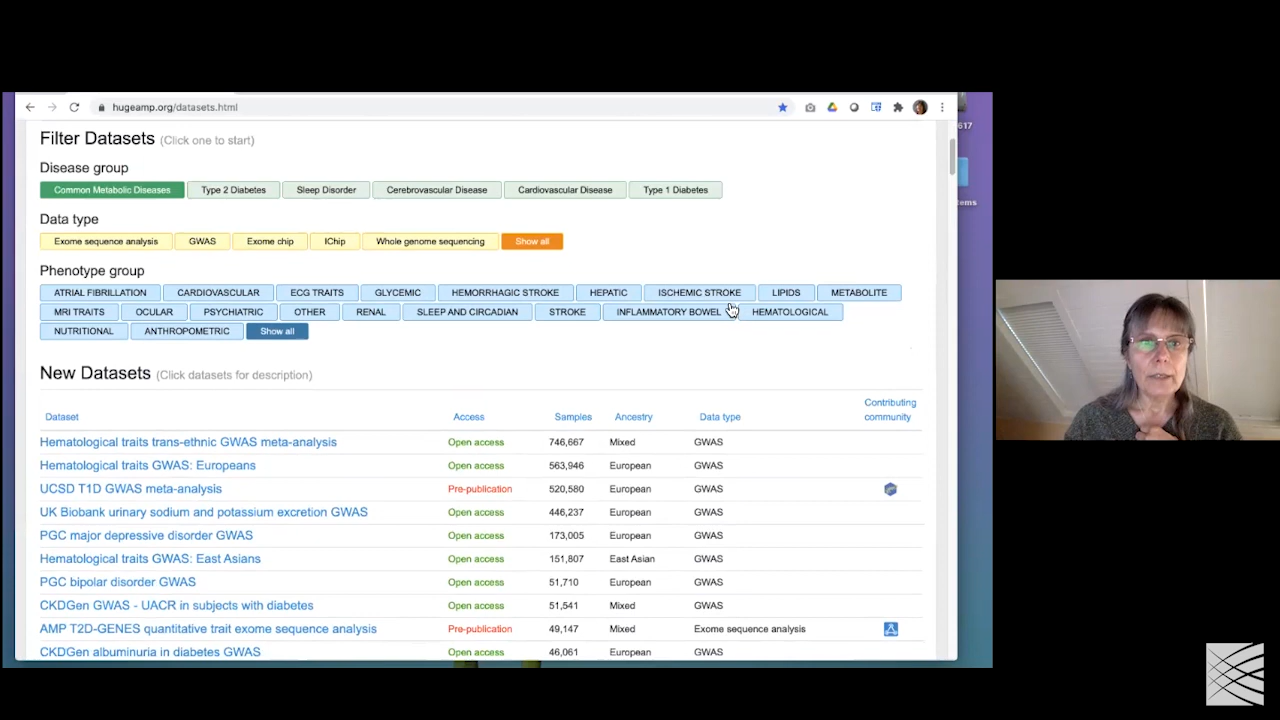 hugeamp.org/datasets.html
617
Filter Datasets (Click one to start)
Disease group
Common Metabolic Diseases Type 2 Diabetes Sleep Disorder Cerebrovascular Disease Cardiovascular Disease Type 1 Diabetes
tems
Data type
Exome sequence analysis GWAS Exome chip IChip Whole genome sequencing Show all
Phenotype group
ATRIAL FIBRILLATION CARDIOVASCULAR ECG TRAITS GLYCEMIC HEMORRHAGIC STROKE HEPATIC ISCHEMIC STROKE LIPIDS METABOLITE
MRI TRAITS OCULAR PSYCHIATRIC OTHER RENAL SLEEP AND CIRCADIAN STROKE INFLAMMATORY BOWEL HEMATOLOGICAL
NUTRITIONAL ANTHROPOMETRIC Show all
New Datasets (Click datasets for description)
Dataset Access Samples Ancestry Data type Contributing community
Hematological traits trans-ethnic GWAS meta-analysis Open access 746,667 Mixed GWAS
Hematological traits GWAS: Europeans Open access 563,946 European GWAS
UCSD T1D GWAS meta-analysis Pre-publication 520,580 European GWAS
UK Biobank urinary sodium and potassium excretion GWAS Open access 446,237 European GWAS
PGC major depressive disorder GWAS Open access 173,005 European GWAS
Hematological traits GWAS: East Asians Open access 151,807 East Asian GWAS
PGC bipolar disorder GWAS Open access 51,710 European GWAS
CKDGen GWAS - UACR in subjects with diabetes Open access 51,541 Mixed GWAS
AMP T2D-GENES quantitative trait exome sequence analysis Pre-publication 49,147 Mixed Exome sequence analysis
CKDGen albuminuria in diabetes GWAS Open access 46,061 European GWAS